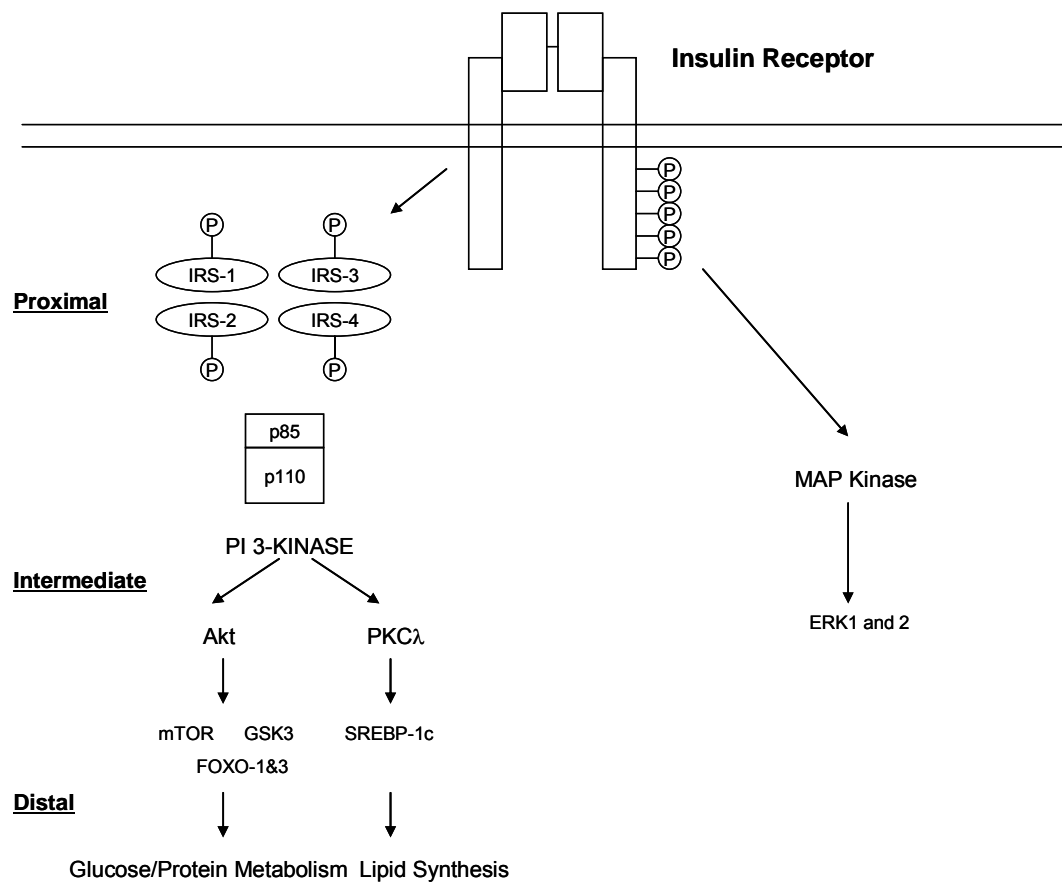 Insulin Receptor
P
P
P
P
P
P P
IRS-1 IRS-3
Proximal
IRS-2 IRS-4
P P
p85
p110
MAP Kinase
PI 3-KINASE
Intermediate
ERK1 and 2
Akt PKCλ
mTOR GSK3 SREBP-1c
FOXO-1&3
Distal
Glucose/Protein Metabolism Lipid Synthesis